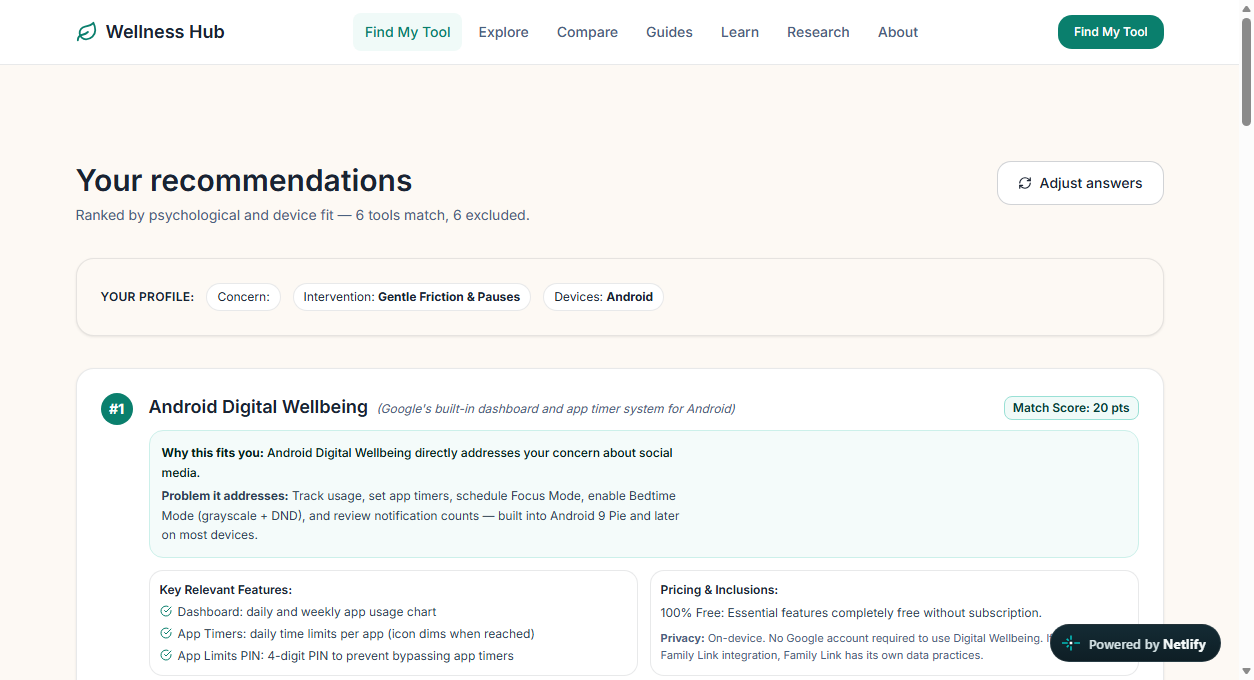 Wellness Hub
Find My Tool
Explore
Compare
Guides
Learn
Research
About
Find My Tool
Your recommendations
Adjust answers
Ranked by psychological and device fit — 6 tools match, 6 excluded.
YOUR PROFILE:
Concern:
Intervention: Gentle Friction & Pauses
Devices: Android
#1
Android Digital Wellbeing (Google's built-in dashboard and app timer system for Android)
Match Score: 20 pts
Why this fits you: Android Digital Wellbeing directly addresses your concern about social
media.
Problem it addresses: Track usage, set app timers, schedule Focus Mode, enable Bedtime
Mode (grayscale + DND), and review notification counts — built into Android 9 Pie and later
on most devices.
Key Relevant Features:
Dashboard: daily and weekly app usage chart
App Timers: daily time limits per app (icon dims when reached)
App Limits PIN: 4-digit PIN to prevent bypassing app timers
Pricing & Inclusions:
100% Free: Essential features completely free without subscription.
Privacy: On-device. No Google account required to use Digital Wellbeing.
Family Link integration, Family Link has its own data practices.
Powered by Netlify